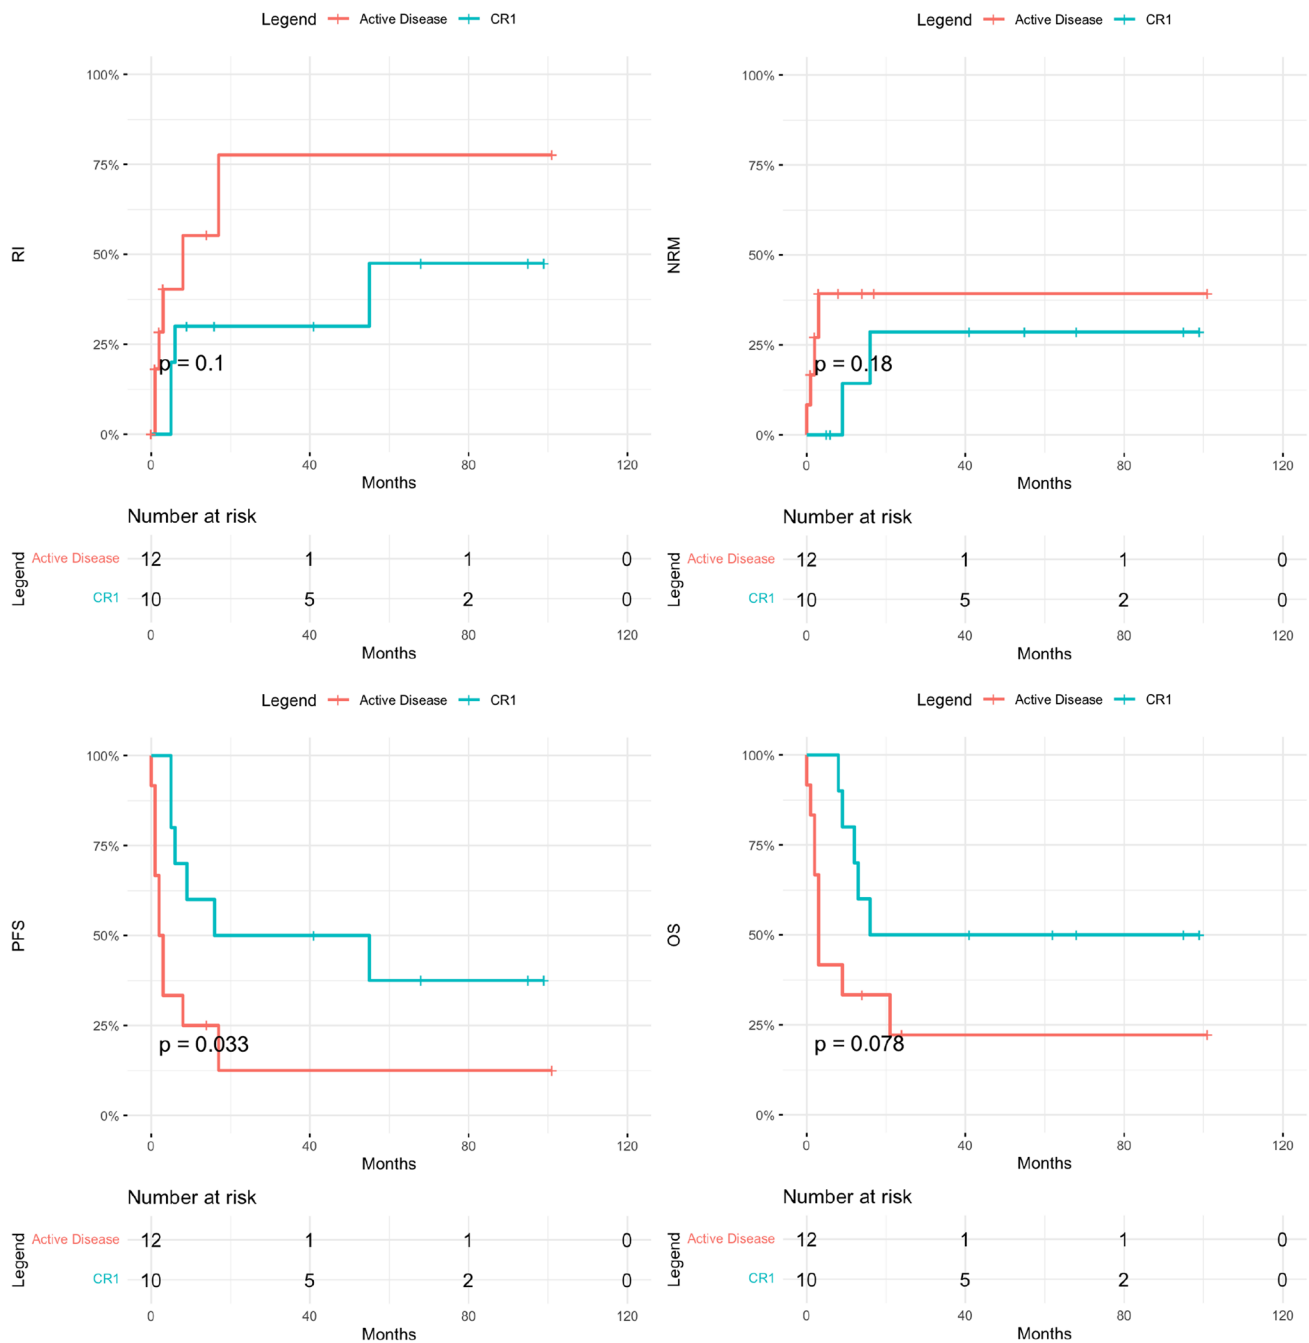 Legend Active Disease CR1
100%
75%
50%
25%
0%
RI
p = 0.1
0 40 80 120
Months
Number at risk
Legend
Active Disease 12 1 1 0
CR1 10 5 2 0
0 40 80 120
Months
Legend Active Disease CR1
100%
75%
50%
25%
0%
NRM
p = 0.18
0 40 80 120
Months
Number at risk
Legend
Active Disease 12 1 1 0
CR1 10 5 2 0
0 40 80 120
Months
Legend Active Disease CR1
100%
75%
50%
25%
0%
PFS
p = 0.033
0 40 80 120
Months
Number at risk
Legend
Active Disease 12 1 1 0
CR1 10 5 2 0
0 40 80 120
Months
Legend Active Disease CR1
100%
75%
50%
25%
0%
OS
p = 0.078
0 40 80 120
Months
Number at risk
Legend
Active Disease 12 1 1 0
CR1 10 5 2 0
0 40 80 120
Months